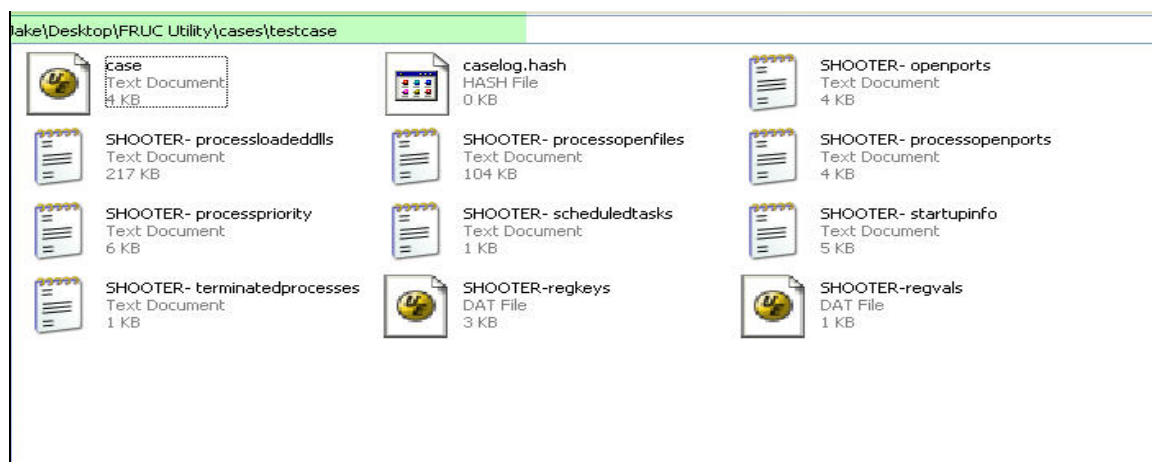 Jake\Desktop\FRUC Utility\cases\testcase
case
Text Document
4 KB
caselog.hash
HASH File
0 KB
SHOOTER- openports
Text Document
4 KB
SHOOTER- processloadeddlls
Text Document
217 KB
SHOOTER- processopenfiles
Text Document
104 KB
SHOOTER- processopenports
Text Document
4 KB
SHOOTER- processpriority
Text Document
6 KB
SHOOTER- scheduledtasks
Text Document
1 KB
SHOOTER- startupinfo
Text Document
5 KB
SHOOTER- terminatedprocesses
Text Document
1 KB
SHOOTER-regkeys
DAT File
3 KB
SHOOTER-regvals
DAT File
1 KB